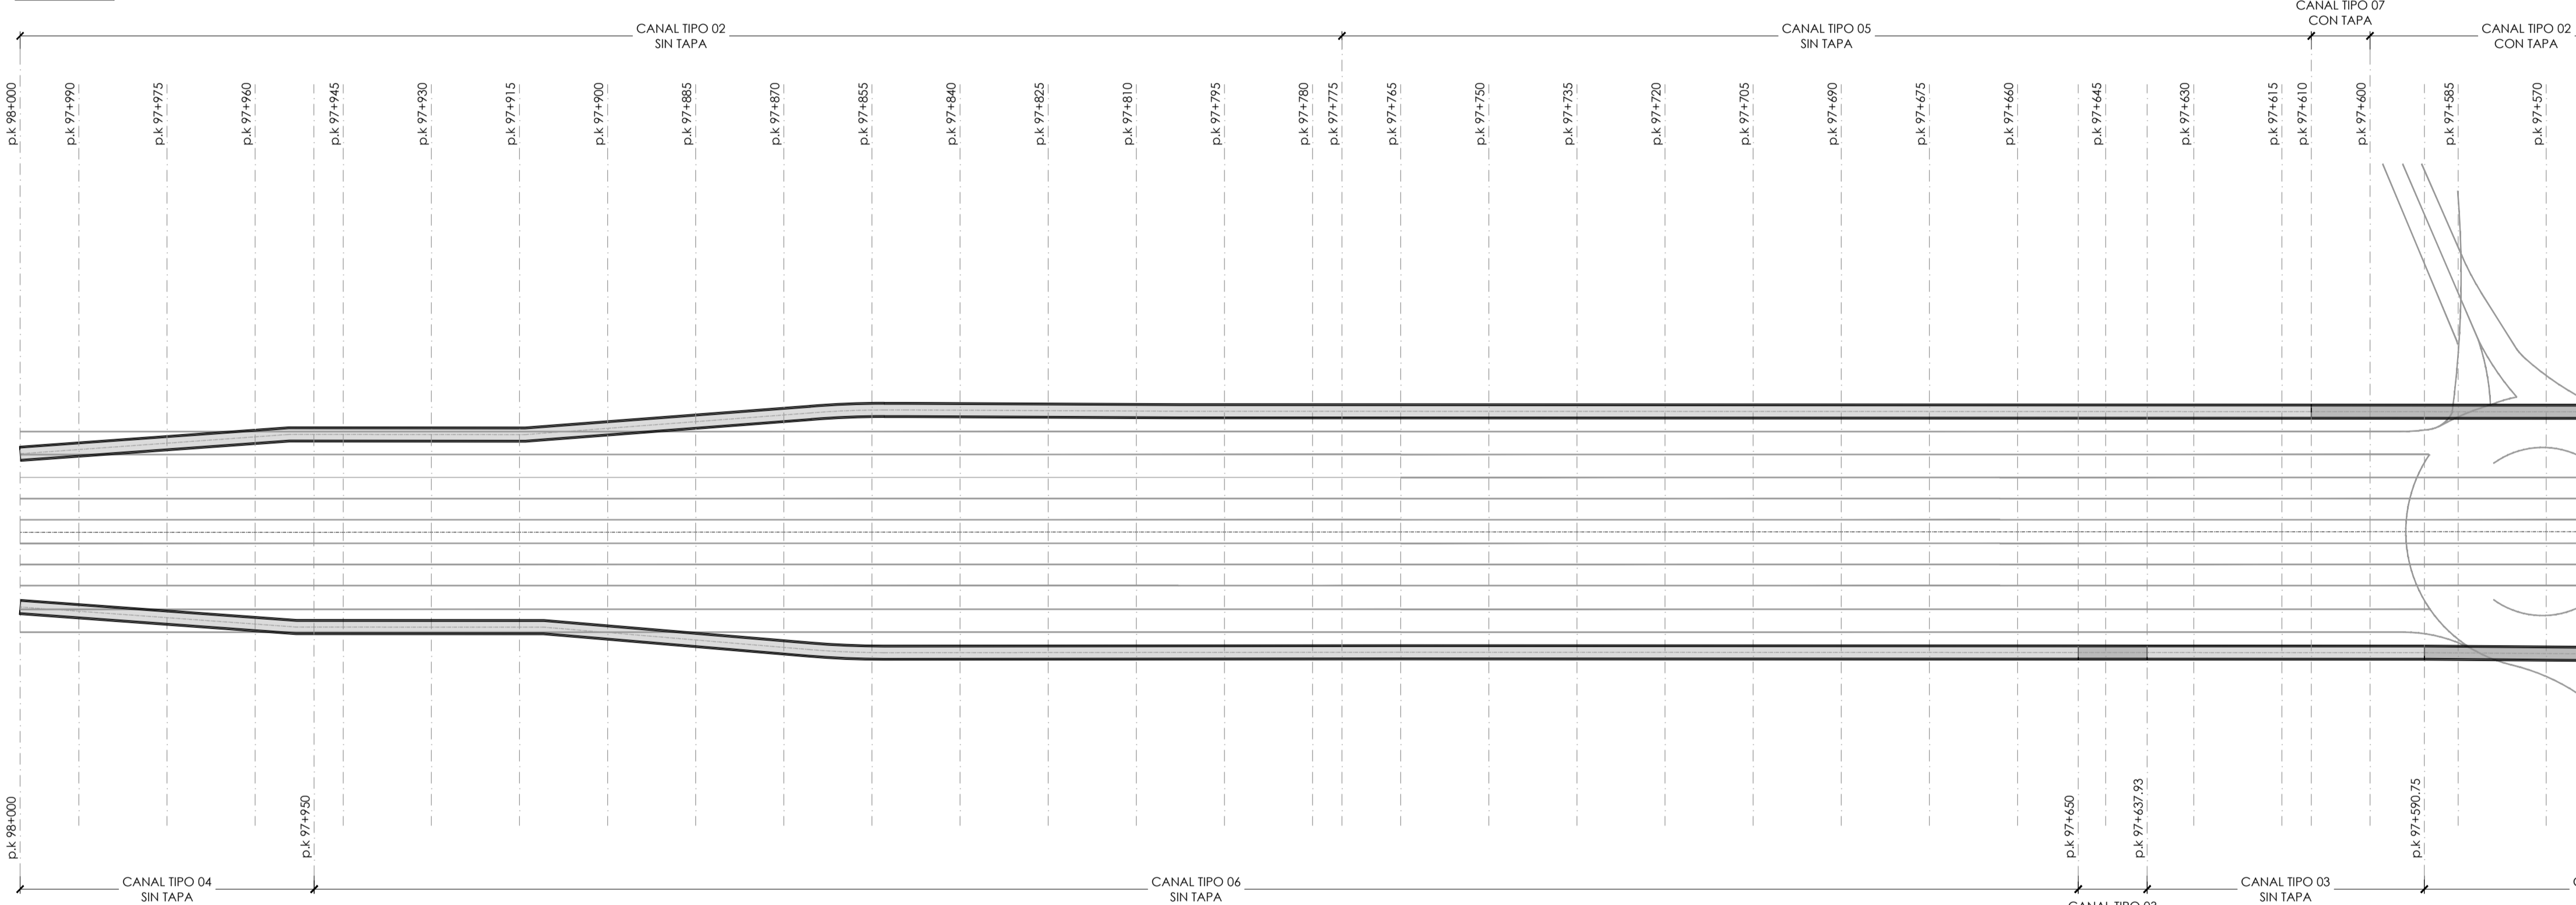 CANAL TIPO 02
SIN TAPA
CANAL TIPO 05
SIN TAPA
CANAL TIPO 07
CON TAPA
CANAL TIPO 02
CON TAPA
p.k 98+000
p.k 97+990
p.k 97+975
p.k 97+960
p.k 97+945
p.k 97+930
p.k 97+915
p.k 97+900
p.k 97+885
p.k 97+870
p.k 97+855
p.k 97+840
p.k 97+825
p.k 97+810
p.k 97+795
p.k 97+780
p.k 97+775
p.k 97+765
p.k 97+750
p.k 97+735
p.k 97+720
p.k 97+705
p.k 97+690
p.k 97+675
p.k 97+660
p.k 97+645
p.k 97+630
p.k 97+615
p.k 97+610
p.k 97+600
p.k 97+585
p.k 97+570
p.k 98+000
p.k 97+950
p.k 97+650
p.k 97+637.93
p.k 97+590.75
CANAL TIPO 04
SIN TAPA
CANAL TIPO 06
SIN TAPA
CANAL TIPO 03
SIN TAPA